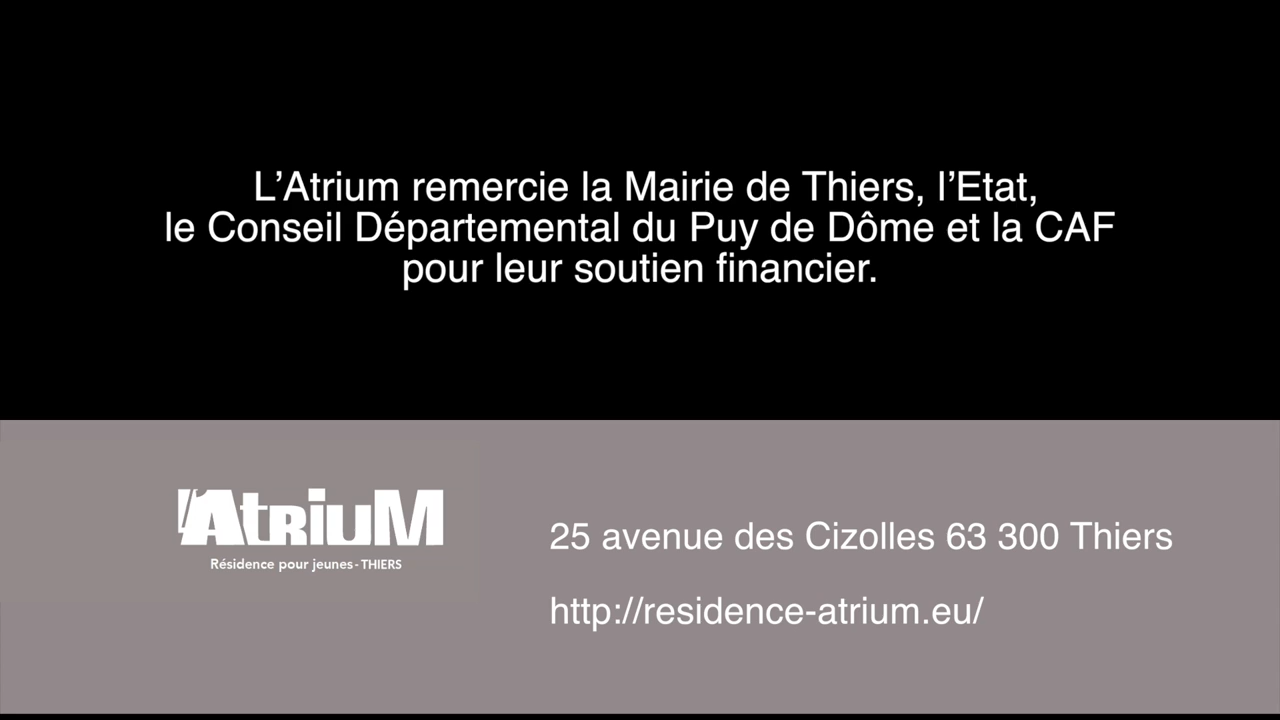 L’Atrium remercie la Mairie de Thiers, l’Etat,
le Conseil Départemental du Puy de Dôme et la CAF
pour leur soutien financier.
l'AtriuM
Résidence pour jeunes - THIERS
25 avenue des Cizolles 63 300 Thiers
http://residence-atrium.eu/